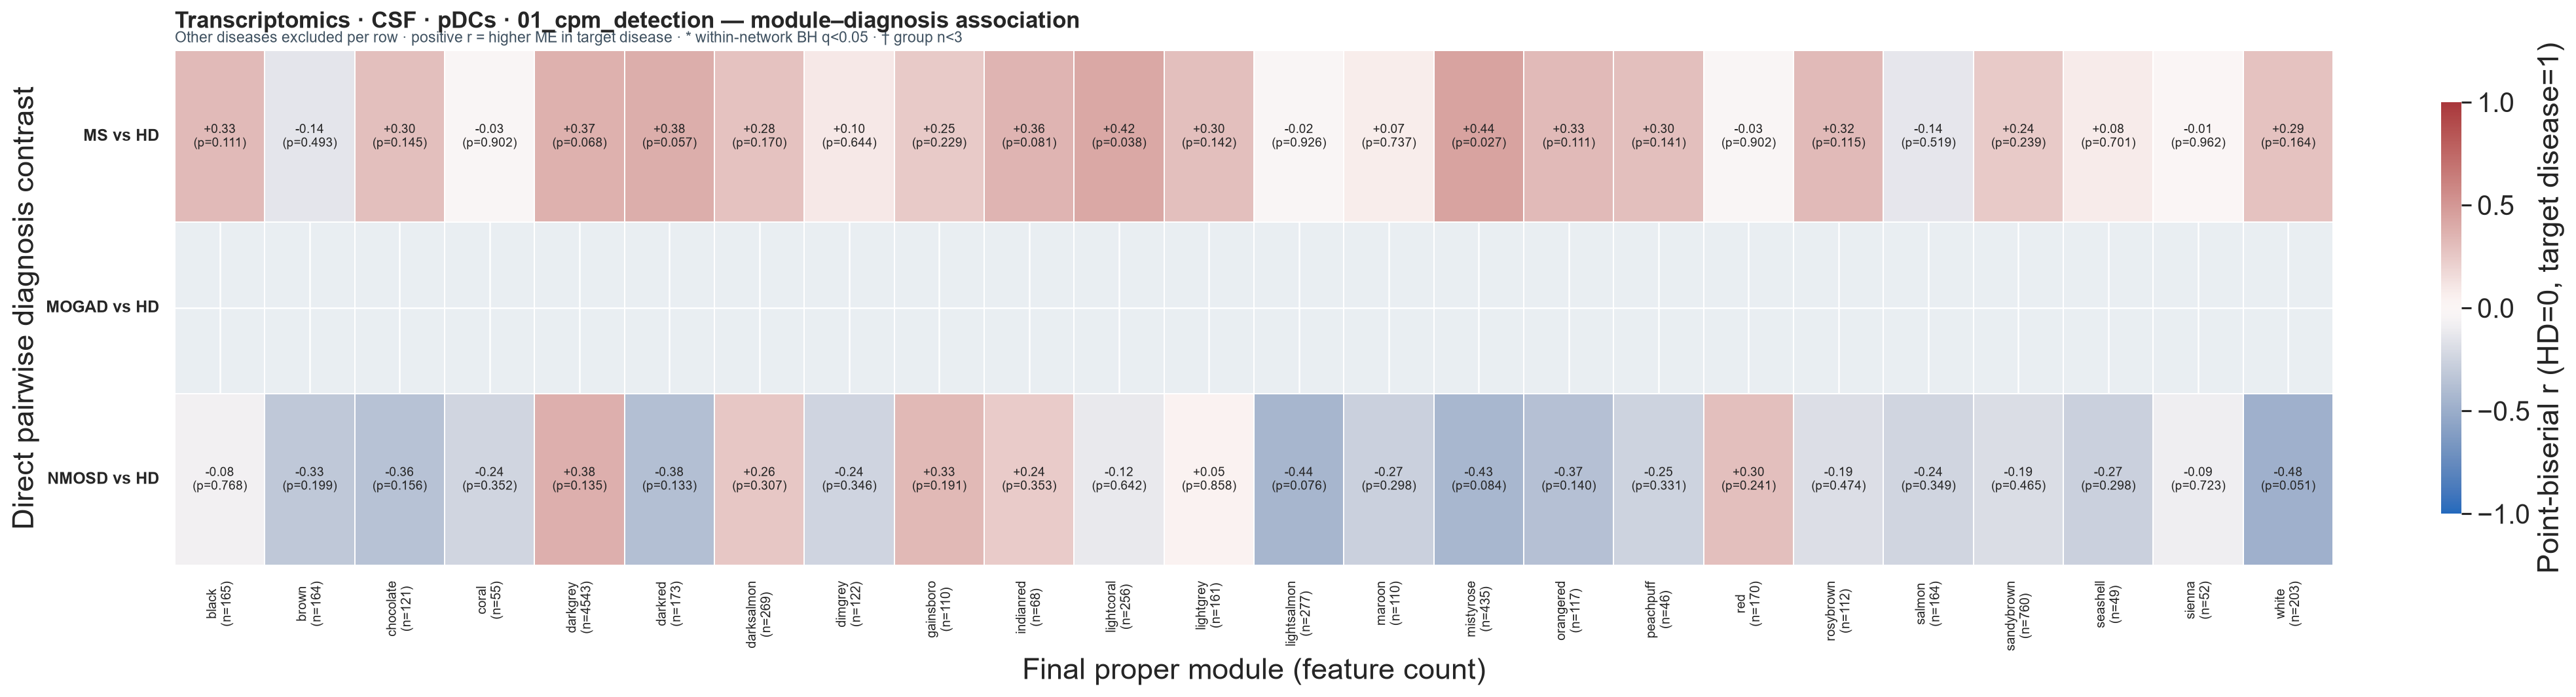 Transcriptomics · CSF · pDCs · 01_cpm_detection — module–diagnosis association
Other diseases excluded per row · positive r = higher ME in target disease · * within-network BH q<0.05 · † group n<3
Direct pairwise diagnosis contrast
MS vs HD
+0.33 -0.14 +0.30 -0.03 +0.37 +0.38 +0.28 +0.10 +0.25 +0.36 +0.42 +0.30 -0.02 +0.07 +0.44 +0.33 +0.30 -0.03 +0.32 -0.14 +0.24 +0.08 -0.01 +0.29
(p=0.111) (p=0.493) (p=0.145) (p=0.902) (p=0.068) (p=0.057) (p=0.170) (p=0.644) (p=0.229) (p=0.081) (p=0.038) (p=0.142) (p=0.926) (p=0.737) (p=0.027) (p=0.111) (p=0.141) (p=0.902) (p=0.115) (p=0.519) (p=0.239) (p=0.701) (p=0.962) (p=0.164)
MOGAD vs HD
NMOSD vs HD
-0.08 -0.33 -0.36 -0.24 +0.38 -0.38 +0.26 -0.24 +0.33 +0.24 -0.12 +0.05 -0.44 -0.27 -0.43 -0.37 -0.25 +0.30 -0.19 -0.24 -0.19 -0.27 -0.09 -0.48
(p=0.768) (p=0.199) (p=0.156) (p=0.352) (p=0.135) (p=0.133) (p=0.307) (p=0.346) (p=0.191) (p=0.353) (p=0.642) (p=0.858) (p=0.076) (p=0.298) (p=0.084) (p=0.140) (p=0.331) (p=0.241) (p=0.474) (p=0.349) (p=0.465) (p=0.298) (p=0.723) (p=0.051)
black
(n=165)
brown
(n=164)
chocolate
(n=121)
coral
(n=55)
darkgrey
(n=4543)
darkred
(n=173)
darksalmon
(n=269)
dimgrey
(n=122)
gainsboro
(n=110)
indianred
(n=68)
lightcoral
(n=256)
lightgrey
(n=161)
lightsalmon
(n=277)
maroon
(n=110)
mistyrose
(n=435)
orangered
(n=117)
peachpuff
(n=46)
red
(n=170)
rosybrown
(n=112)
salmon
(n=164)
sandybrown
(n=760)
seashell
(n=49)
sienna
(n=52)
white
(n=203)
Final proper module (feature count)
1.0
0.5
0.0
−0.5
−1.0
Point-biserial r (HD=0, target disease=1)